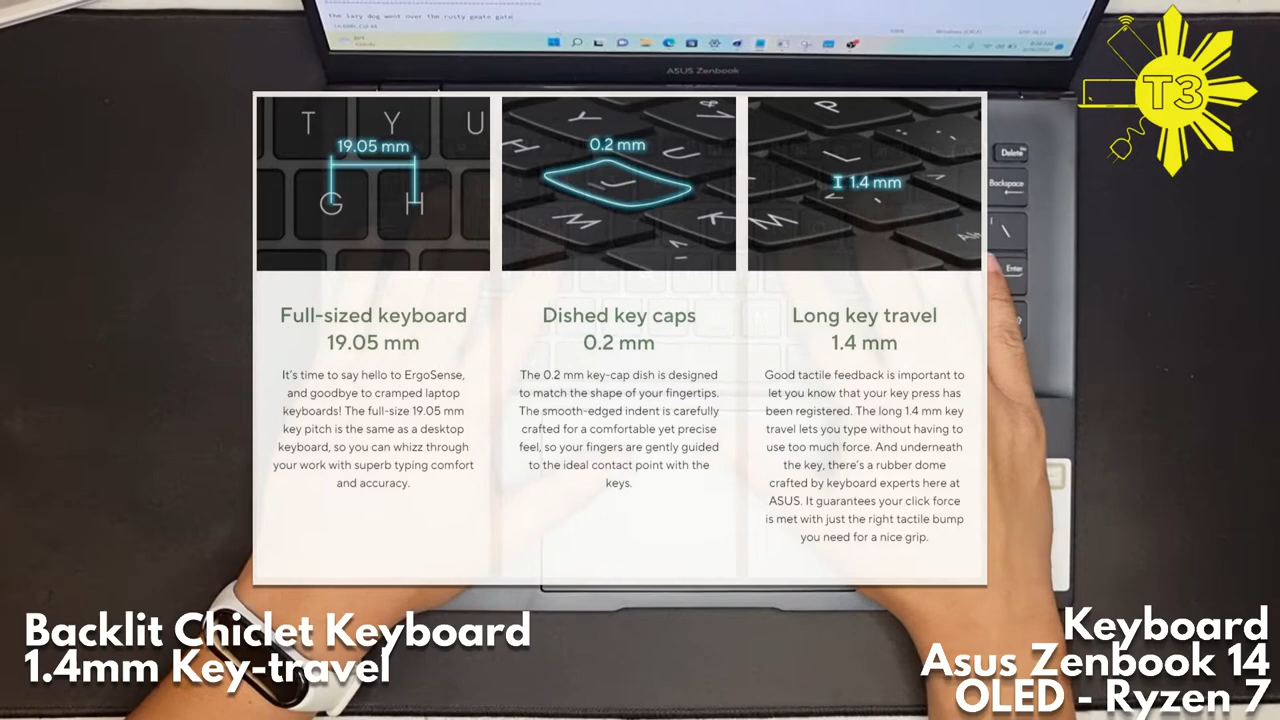 The lazy dog went over the rusty gate
ASUS Zenbook
T3
T Y U
19.05 mm
G H
Y
0.2 mm
H U
J
M K
P
L
1.4 mm
M
Alt
Delete
Backspace
\
Enter
Full-sized keyboard
19.05 mm
It's time to say hello to ErgoSense,
and goodbye to cramped laptop
keyboards! The full-size 19.05 mm
key pitch is the same as a desktop
keyboard, so you can whizz through
your work with superb typing comfort
and accuracy.
Dished key caps
0.2 mm
The 0.2 mm key-cap dish is designed
to match the shape of your fingertips.
The smooth-edged indent is carefully
crafted for a comfortable yet precise
feel, so your fingers are gently guided
to the ideal contact point with the
keys.
Long key travel
1.4 mm
Good tactile feedback is important to
let you know that your key press has
been registered. The long 1.4 mm key
travel lets you type without having to
use too much force. And underneath
the key, there's a rubber dome
crafted by keyboard experts here at
ASUS. It guarantees your click force
is met with just the right tactile bump
you need for a nice grip.
Backlit Chiclet Keyboard
1.4mm Key-travel
Keyboard
Asus Zenbook 14
OLED - Ryzen 7